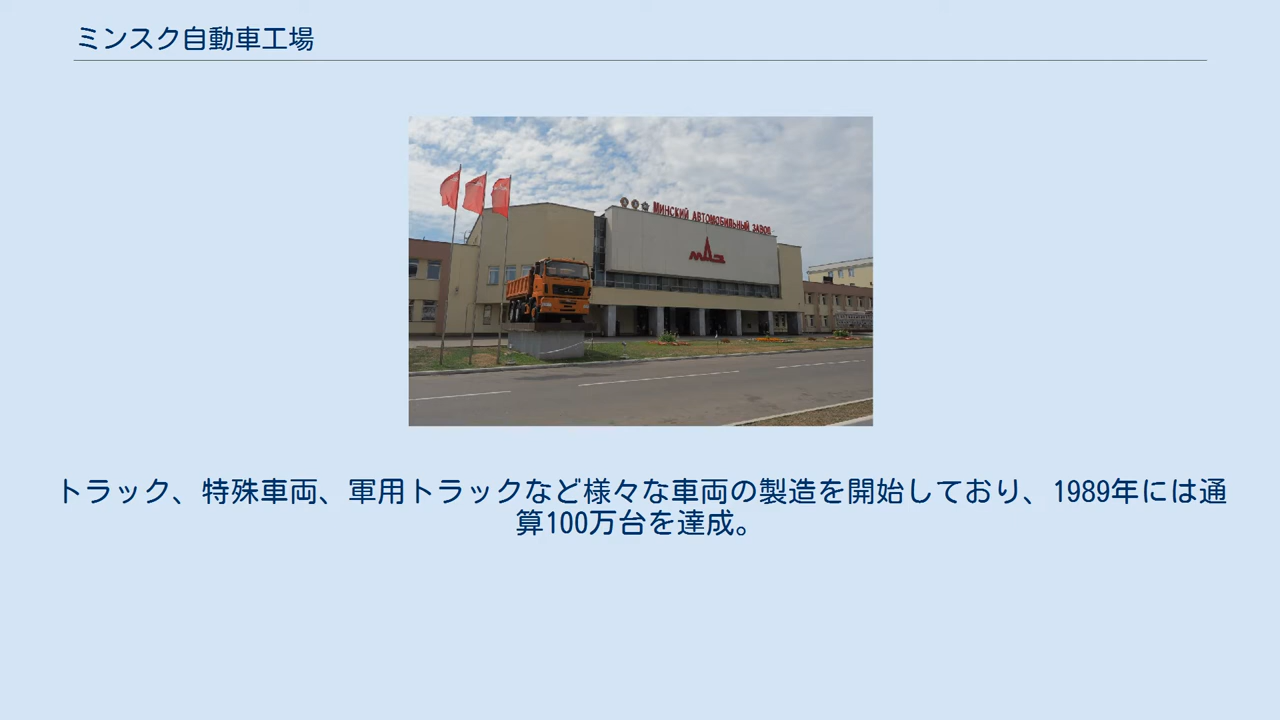 ミンスク自動車工場
МИНСКИЙ АВТОМОБИЛЬНЫЙ ЗАВОД
МАЗ
トラック、特殊車両、軍用トラックなど様々な車両の製造を開始しており、1989年には通
算100万台を達成。